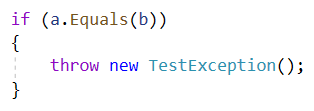 if (a.Equals(b))
{
    throw new TestException();
}